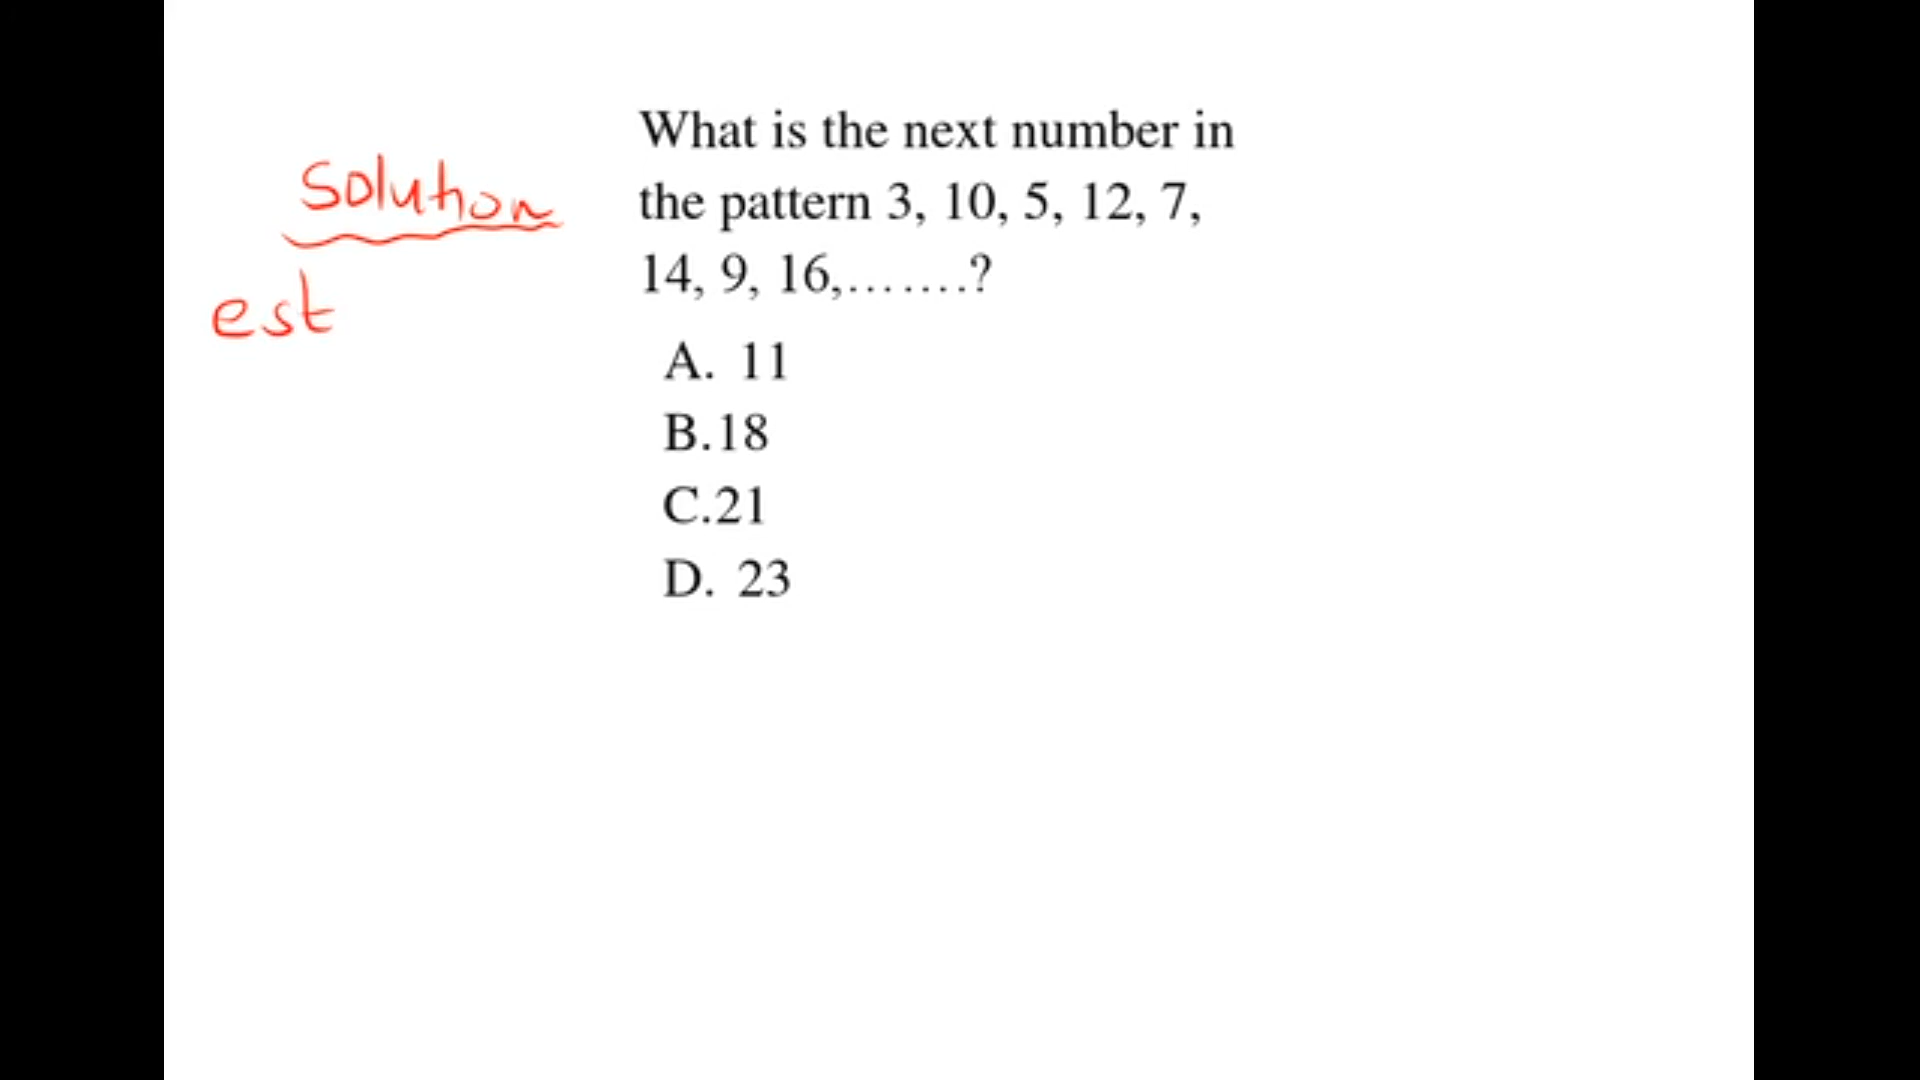 What is the next number in
the pattern 3, 10, 5, 12, 7,
14, 9, 16,.......?
A. 11
B.18
C.21
D. 23
Solution
est